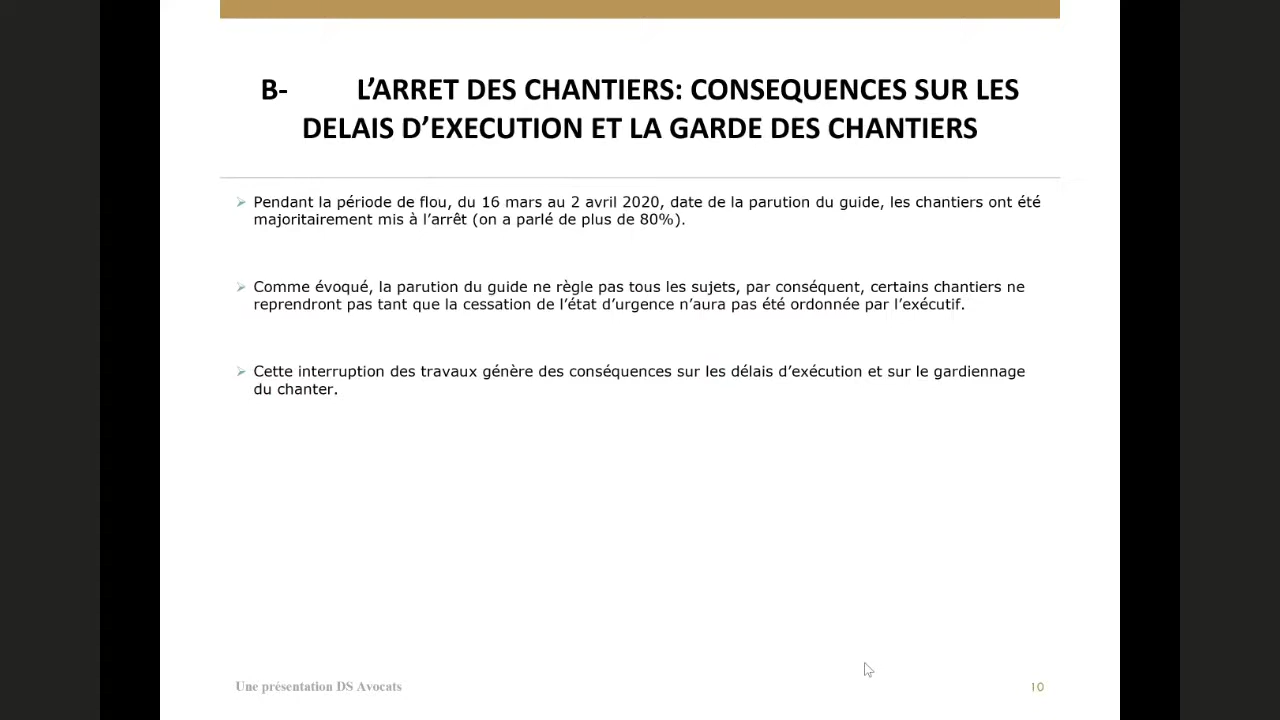 B- L’ARRET DES CHANTIERS: CONSEQUENCES SUR LES
DELAIS D’EXECUTION ET LA GARDE DES CHANTIERS
Pendant la période de flou, du 16 mars au 2 avril 2020, date de la parution du guide, les chantiers ont été
majoritairement mis à l’arrêt (on a parlé de plus de 80%).
Comme évoqué, la parution du guide ne règle pas tous les sujets, par conséquent, certains chantiers ne
reprendront pas tant que la cessation de l’état d’urgence n’aura pas été ordonnée par l’exécutif.
Cette interruption des travaux génère des conséquences sur les délais d’exécution et sur le gardiennage
du chanter.
Une présentation DS Avocats
10